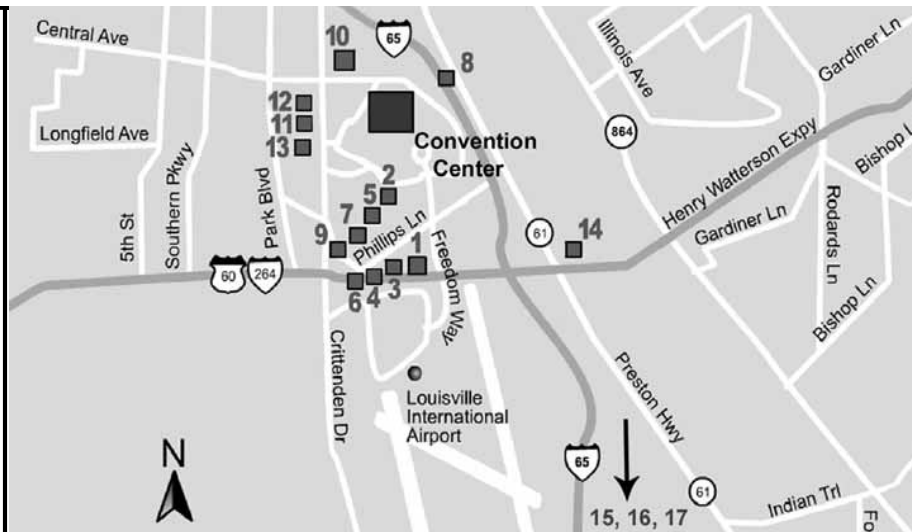 Central Ave
10
65
8
Illinois Ave
Gardiner Ln
12
11
13
Longfield Ave
864
Convention
Center
Henry Watterson Expy
Bishop L
5th St
Southern Pkwy
Park Blvd
2
5
7
9
Phillips Ln
1
Freedom Way
61
14
Gardiner Ln
Rodards Ln
60
264
6
4
3
Bishop Ln
Crittenden Dr
Louisville
International
Airport
Preston Hwy
N
65
15, 16, 17
61
Indian Trl